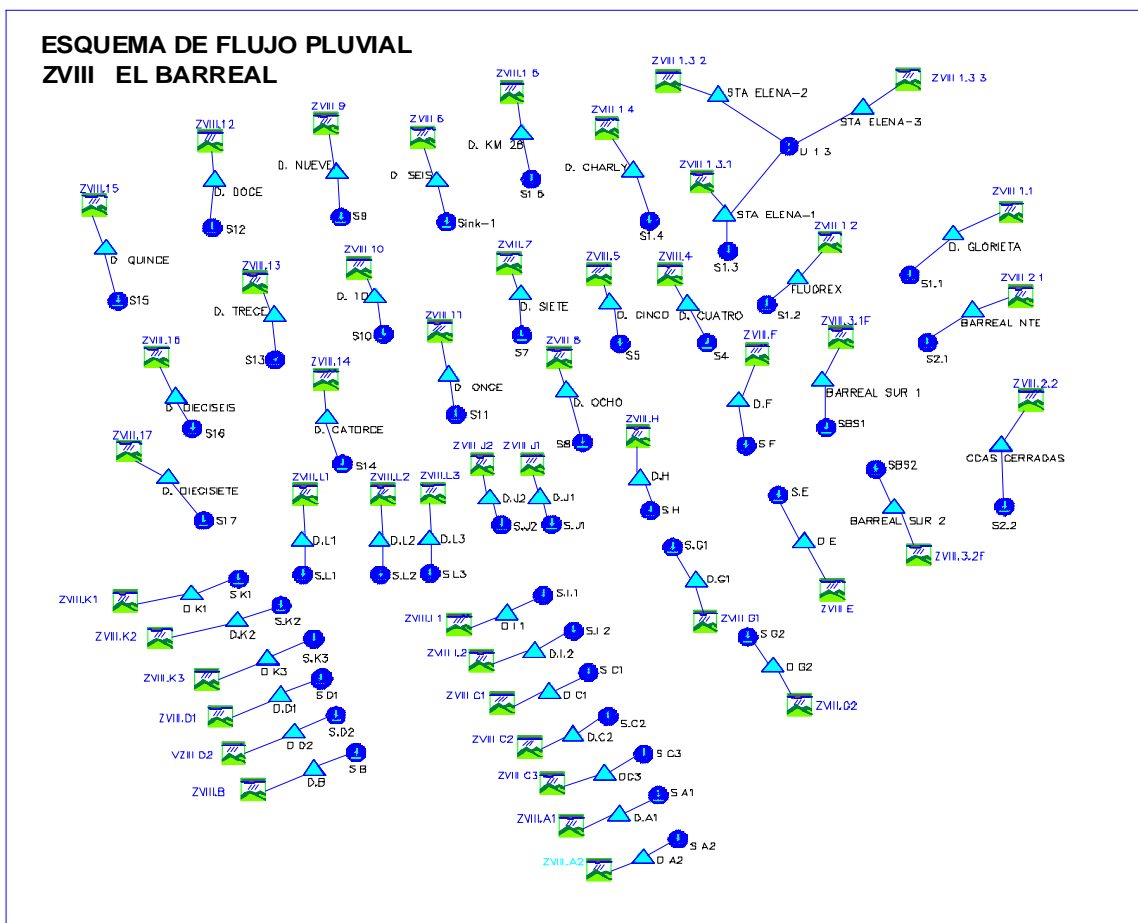 ESQUEMA DE FLUJO PLUVIAL
ZVIII EL BARREAL
ZVIII.1.3.2
STA ELENA-2
ZVIII.1.3.3
STA ELENA-3
U 1.3
ZVIII.1.3.1
STA ELENA-1
S1.3
ZVIII.1.4
D. CHARLY
S1.4
ZVIII.9
D. NUEVE
S9
ZVIII.12
D. DOCE
S12
ZVIII.6
D. SEIS
Sink-1
ZVIII.15
D. QUINCE
S15
ZVIII.13
D. TRECE
S13
ZVIII.10
D. 10
S10
ZVIII.7
D. SIETE
S7
ZVIII.5
D. CINCO
S5
ZVIII.4
D. CUATRO
S4
ZVIII.1.2
FLUOREX
S1.2
ZVIII.1.1
D. GLORIETA
S1.1
ZVIII.2.1
BARREAL NTE
S2.1
ZVIII.16
D. DIECISEIS
S16
ZVIII.14
D. CATORCE
S14
ZVIII.11
D. ONCE
S11
D. OCHO
S8
ZVIII.F
D.F
S.F
ZVIII.3.1F
BARREAL SUR 1
SBS1
ZVIII.2.2
CCAS CERRADAS
S2.2
ZVIII.17
D. DIECISIETE
S17
ZVIII.L1
D.L1
S.L1
ZVIII.L2
D.L2
S.L2
ZVIII.L3
D.L3
S.L3
ZVIII.J2
D.J2
S.J2
ZVIII.J1
D.J1
S.J1
ZVIII.H
D.H
S.H
S.E
D.E
ZVIII.E
SBS2
BARREAL SUR 2
ZVIII.3.2F
S.G1
D.G1
ZVIII.G1
S.G2
D.G2
ZVIII.G2
ZVIII.K1
D.K1
S.K1
ZVIII.K2
D.K2
S.K2
ZVIII.K3
D.K3
S.K3
ZVIII.D1
D.D1
S.D1
VZIII.D2
D.D2
S.D2
ZVIII.B
D.B
S.B
ZVIII.I.1
D.I.1
S.I.1
ZVIII.I.2
D.I.2
S.I.2
ZVIII.C1
D.C1
S.C1
ZVIII.C2
D.C2
S.C2
ZVIII.C3
DC3
S.C3
ZVIII.A1
D.A1
S.A1
ZVIII.A2
D.A2
S.A2